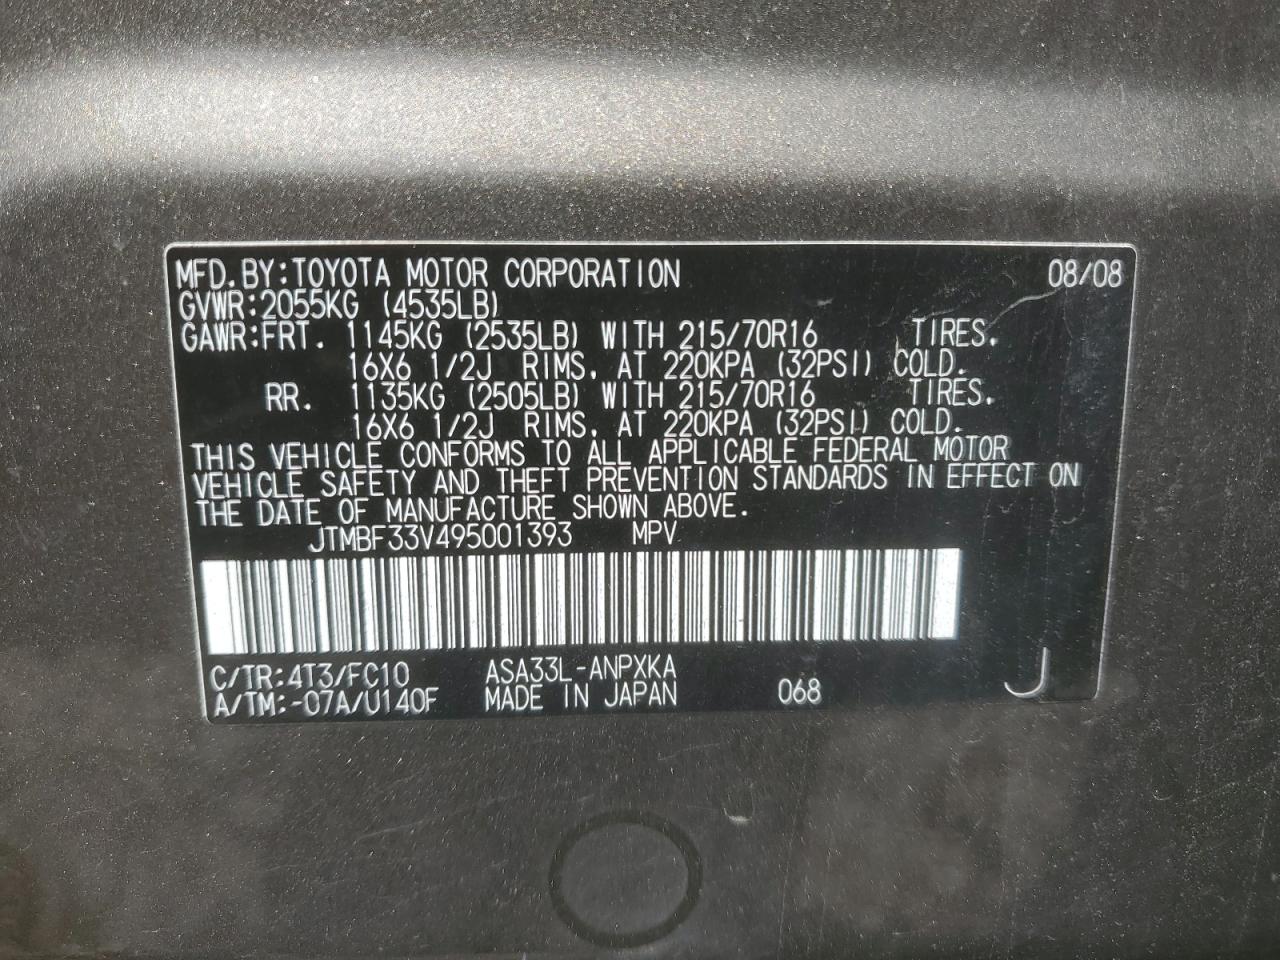 MFD.BY:TOYOTA MOTOR CORPORATION 08/08
GVWR:2055KG (4535LB)
GAWR:FRT. 1145KG (2535LB) WITH 215/70R16 TIRES.
16X6 1/2J RIMS, AT 220KPA (32PSI) COLD.
RR. 1135KG (2505LB) WITH 215/70R16 TIRES,
16X6 1/2J RIMS, AT 220KPA (32PSI) COLD.
THIS VEHICLE CONFORMS TO ALL APPLICABLE FEDERAL MOTOR
VEHICLE SAFETY AND THEFT PREVENTION STANDARDS IN EFFECT ON
THE DATE OF MANUFACTURE SHOWN ABOVE.
JTMBF33V495001393 MPV
C/TR:4T3/FC10 ASA33L-ANPXKA
A/TM:-07A/U140F MADE IN JAPAN 068 J